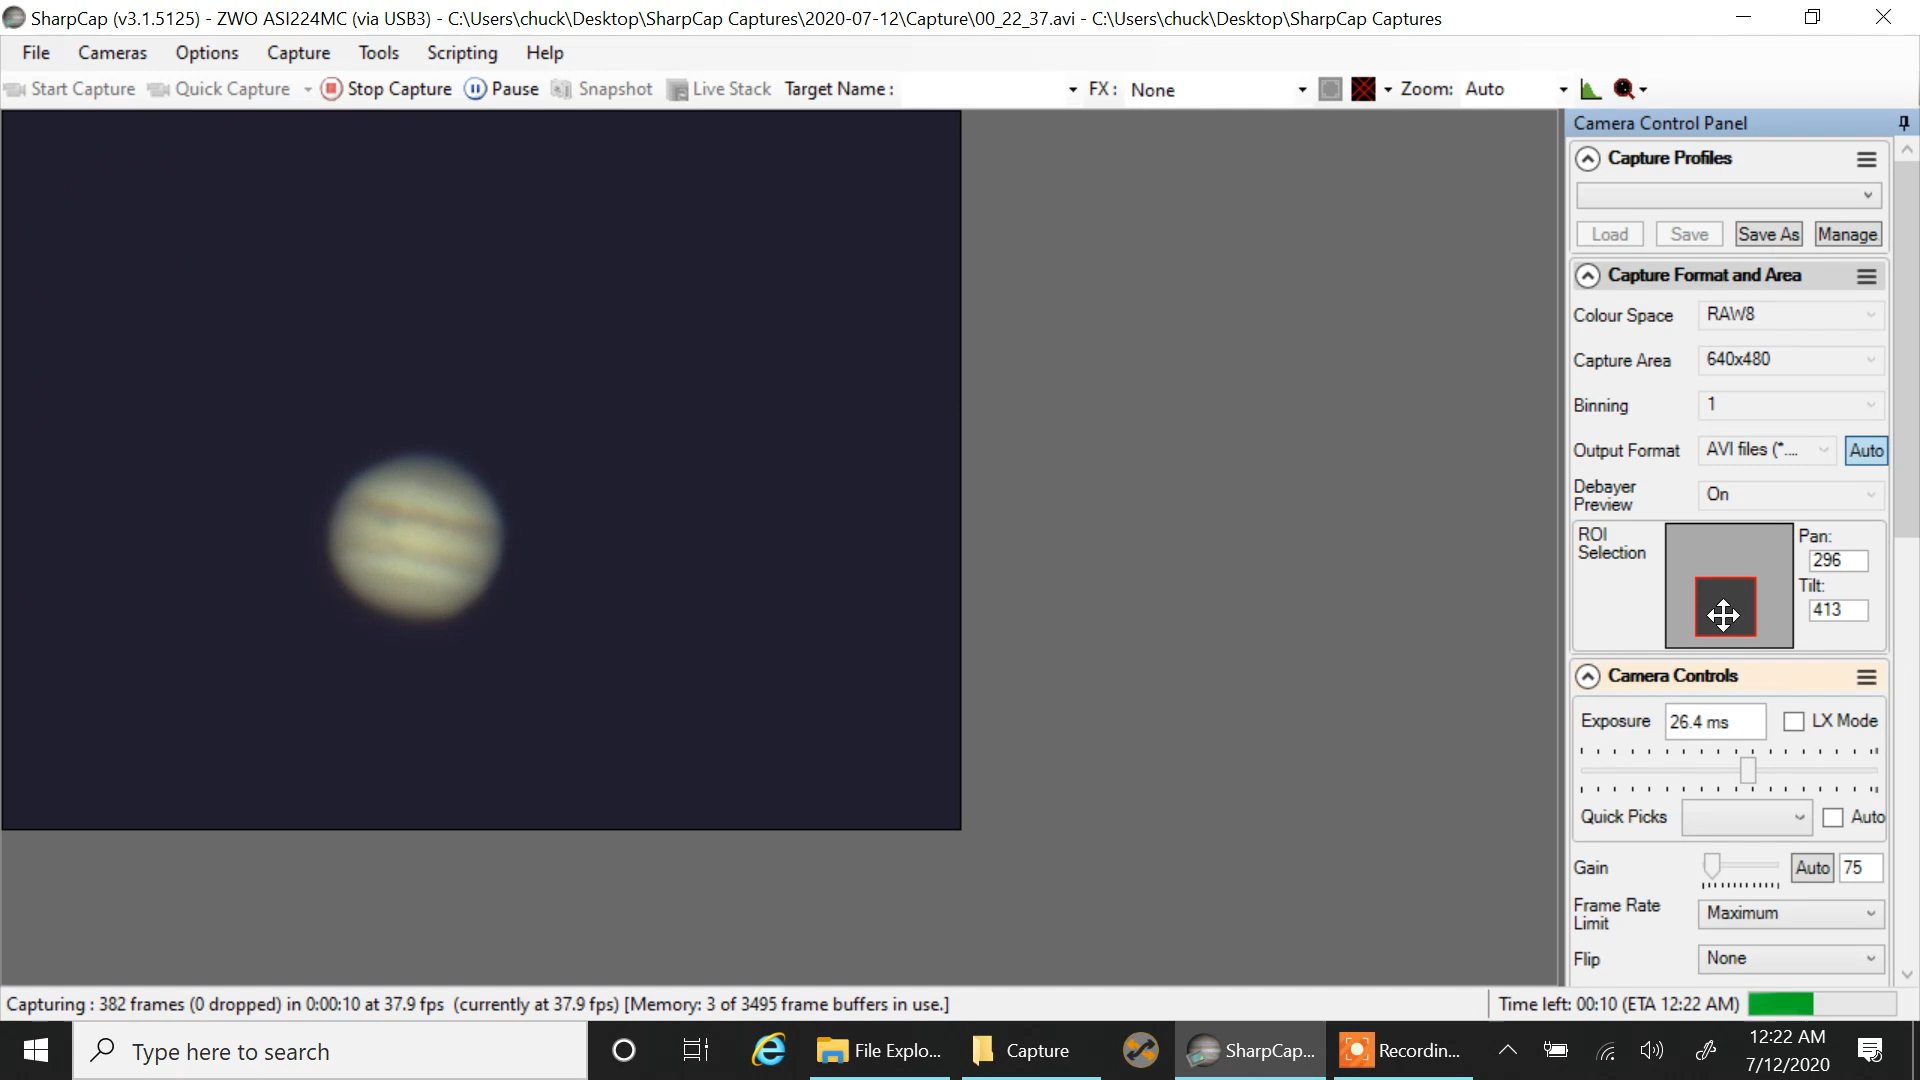 SharpCap (v3.1.5125) - ZWO ASI224MC (via USB3) - C:\Users\chuck\Desktop\SharpCap Captures\2020-07-12\Capture\00_22_37.avi - C:\Users\chuck\Desktop\SharpCap Captures
File Cameras Options Capture Tools Scripting Help
Start Capture Quick Capture Stop Capture Pause Snapshot Live Stack Target Name : FX : None Zoom: Auto
Camera Control Panel
Capture Profiles
Load Save Save As Manage
Capture Format and Area
Colour Space RAW8
Capture Area 640x480
Binning 1
Output Format AVI files (*.... Auto
Debayer Preview On
ROI Selection
Pan:
296
Tilt:
413
Camera Controls
Exposure 26.4 ms LX Mode
Quick Picks Auto
Gain Auto 75
Frame Rate Limit Maximum
Flip None
Capturing : 382 frames (0 dropped) in 0:00:10 at 37.9 fps (currently at 37.9 fps) [Memory: 3 of 3495 frame buffers in use.]
Time left: 00:10 (ETA 12:22 AM)
Type here to search
File Explo...
Capture
SharpCap...
Recordin...
12:22 AM
7/12/2020